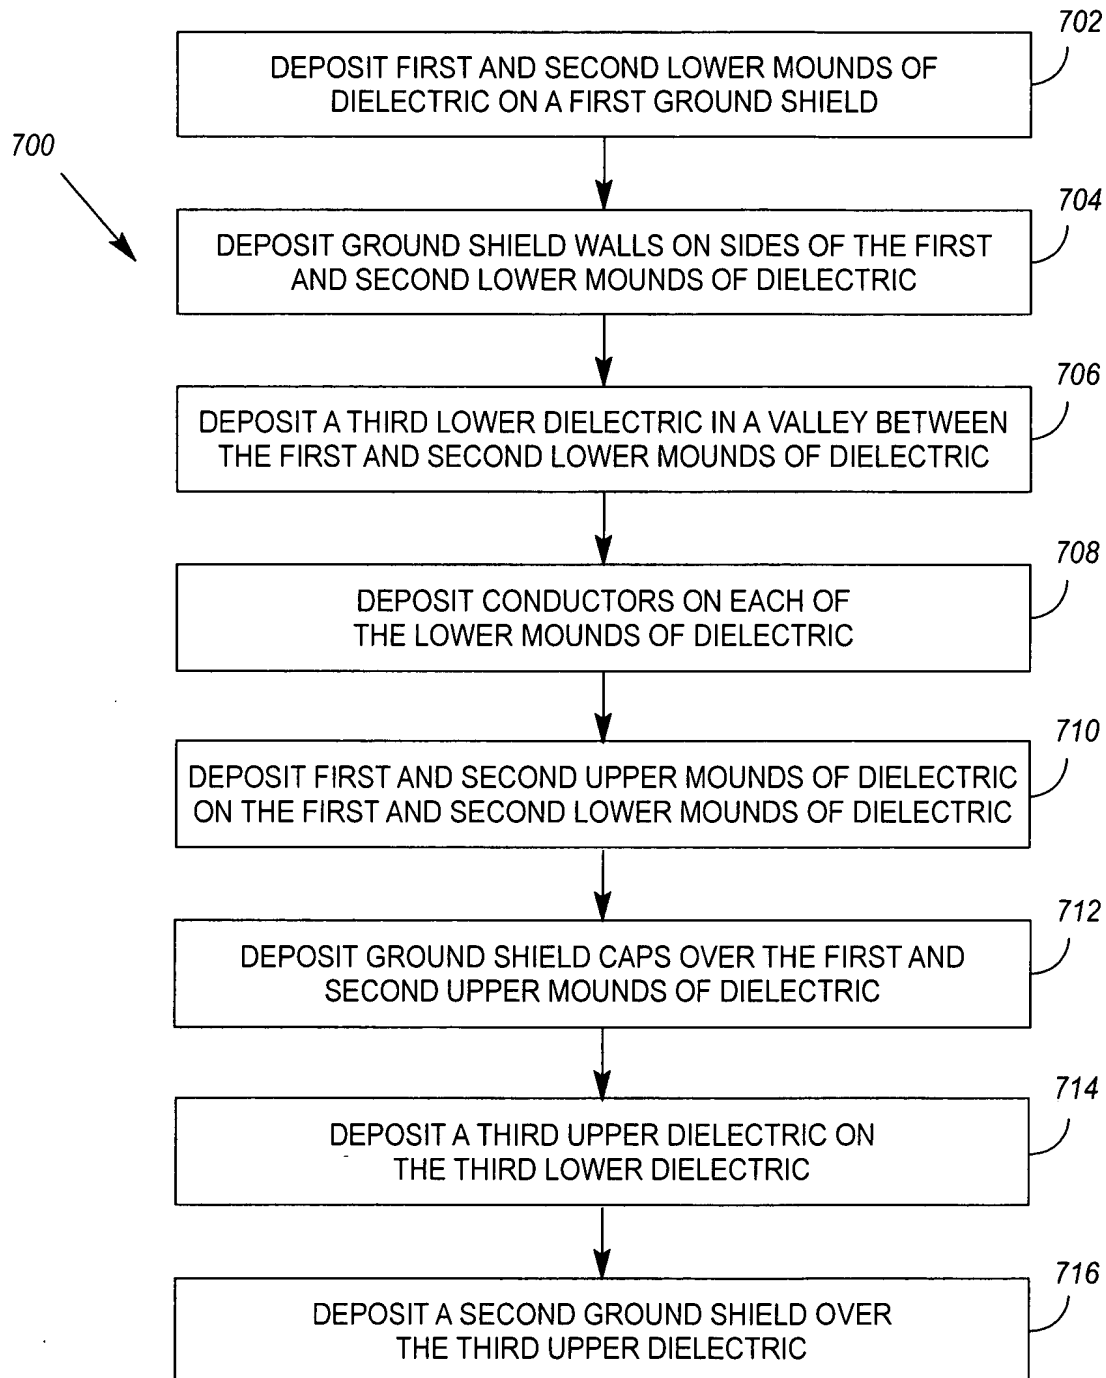 702
DEPOSIT FIRST AND SECOND LOWER MOUNDS OF
DIELECTRIC ON A FIRST GROUND SHIELD
700
704
DEPOSIT GROUND SHIELD WALLS ON SIDES OF THE FIRST
AND SECOND LOWER MOUNDS OF DIELECTRIC
706
DEPOSIT A THIRD LOWER DIELECTRIC IN A VALLEY BETWEEN
THE FIRST AND SECOND LOWER MOUNDS OF DIELECTRIC
708
DEPOSIT CONDUCTORS ON EACH OF
THE LOWER MOUNDS OF DIELECTRIC
710
DEPOSIT FIRST AND SECOND UPPER MOUNDS OF DIELECTRIC
ON THE FIRST AND SECOND LOWER MOUNDS OF DIELECTRIC
712
DEPOSIT GROUND SHIELD CAPS OVER THE FIRST AND
SECOND UPPER MOUNDS OF DIELECTRIC
714
DEPOSIT A THIRD UPPER DIELECTRIC ON
THE THIRD LOWER DIELECTRIC
716
DEPOSIT A SECOND GROUND SHIELD OVER
THE THIRD UPPER DIELECTRIC